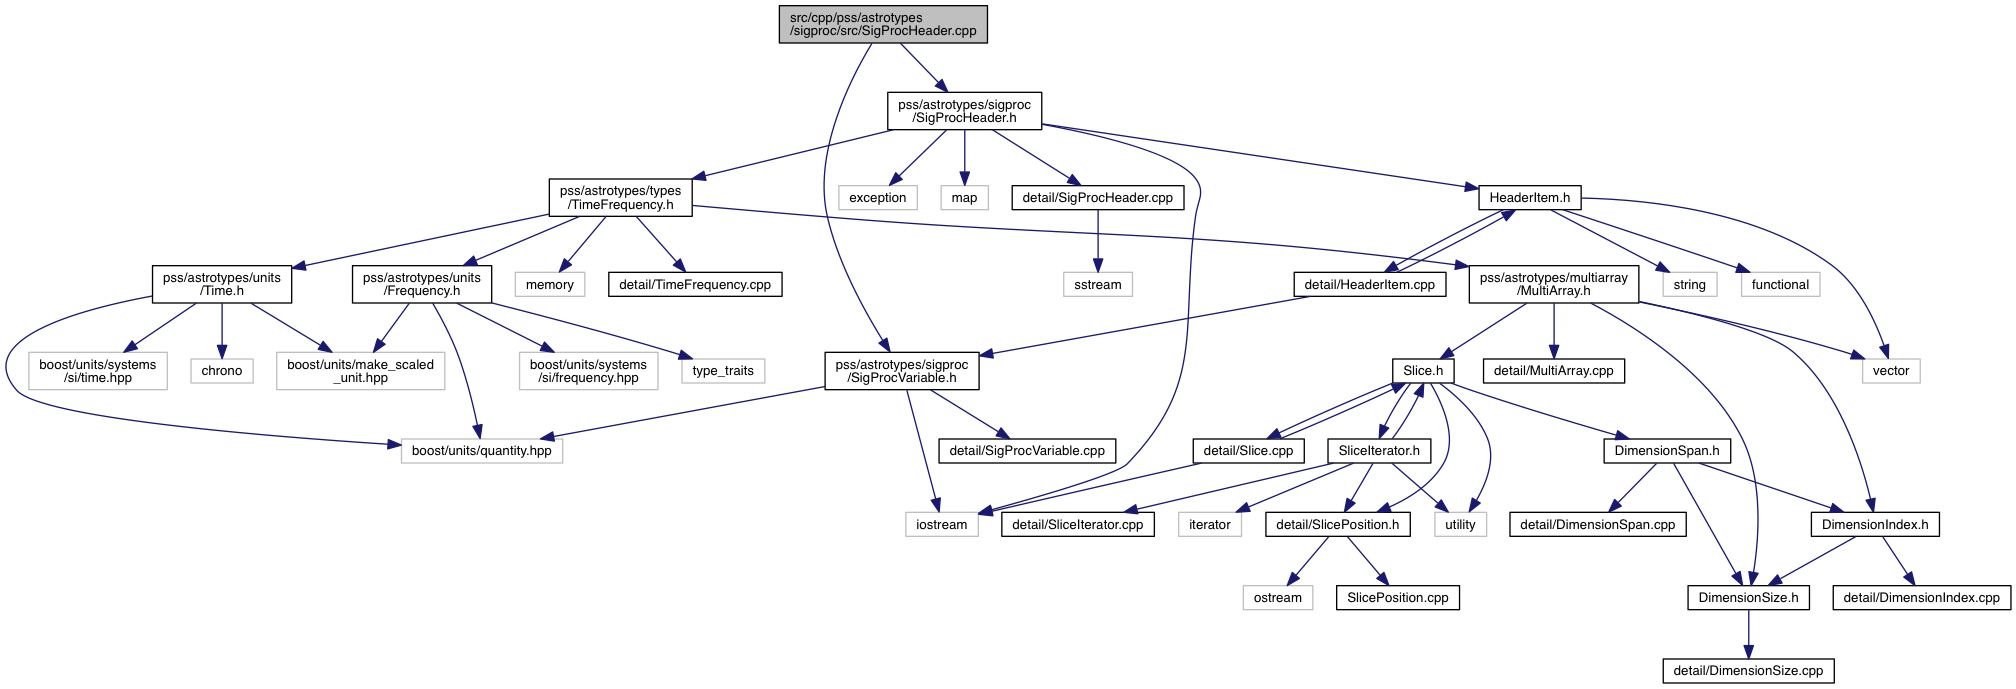 src/cpp/pss/astrotypes
/sigproc/src/SigProcHeader.cpp
pss/astrotypes/sigproc
/SigProcHeader.h
pss/astrotypes/types
/TimeFrequency.h
exception
map
detail/SigProcHeader.cpp
HeaderItem.h
pss/astrotypes/units
/Time.h
pss/astrotypes/units
/Frequency.h
memory
detail/TimeFrequency.cpp
sstream
detail/HeaderItem.cpp
pss/astrotypes/multiarray
/MultiArray.h
string
functional
boost/units/systems
/si/time.hpp
chrono
boost/units/make_scaled
_unit.hpp
boost/units/systems
/si/frequency.hpp
type_traits
pss/astrotypes/sigproc
/SigProcVariable.h
Slice.h
detail/MultiArray.cpp
vector
boost/units/quantity.hpp
detail/SigProcVariable.cpp
detail/Slice.cpp
SliceIterator.h
DimensionSpan.h
iostream
detail/SliceIterator.cpp
iterator
detail/SlicePosition.h
utility
detail/DimensionSpan.cpp
DimensionIndex.h
ostream
SlicePosition.cpp
DimensionSize.h
detail/DimensionIndex.cpp
detail/DimensionSize.cpp